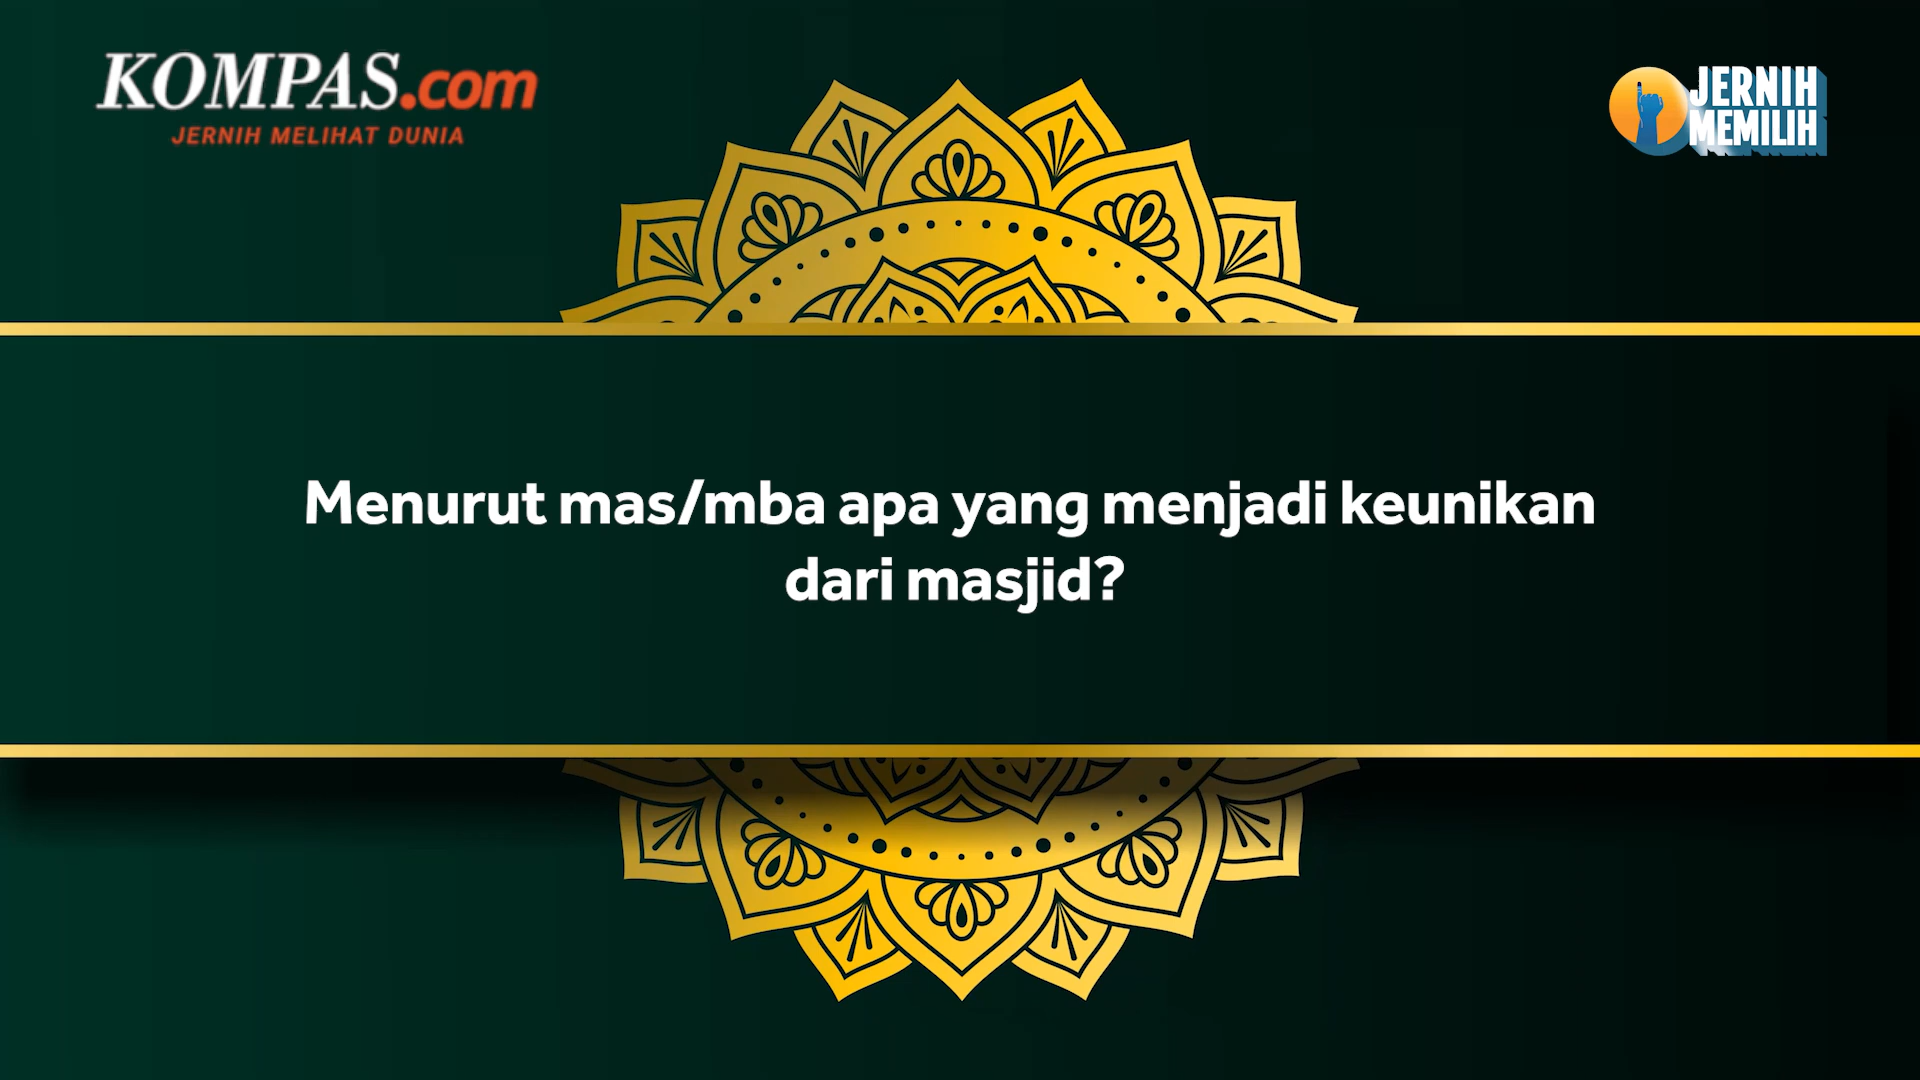 KOMPAS.com
JERNIH MELIHAT DUNIA
JERNIH
MEMILIH
Menurut mas/mba apa yang menjadi keunikan
dari masjid?